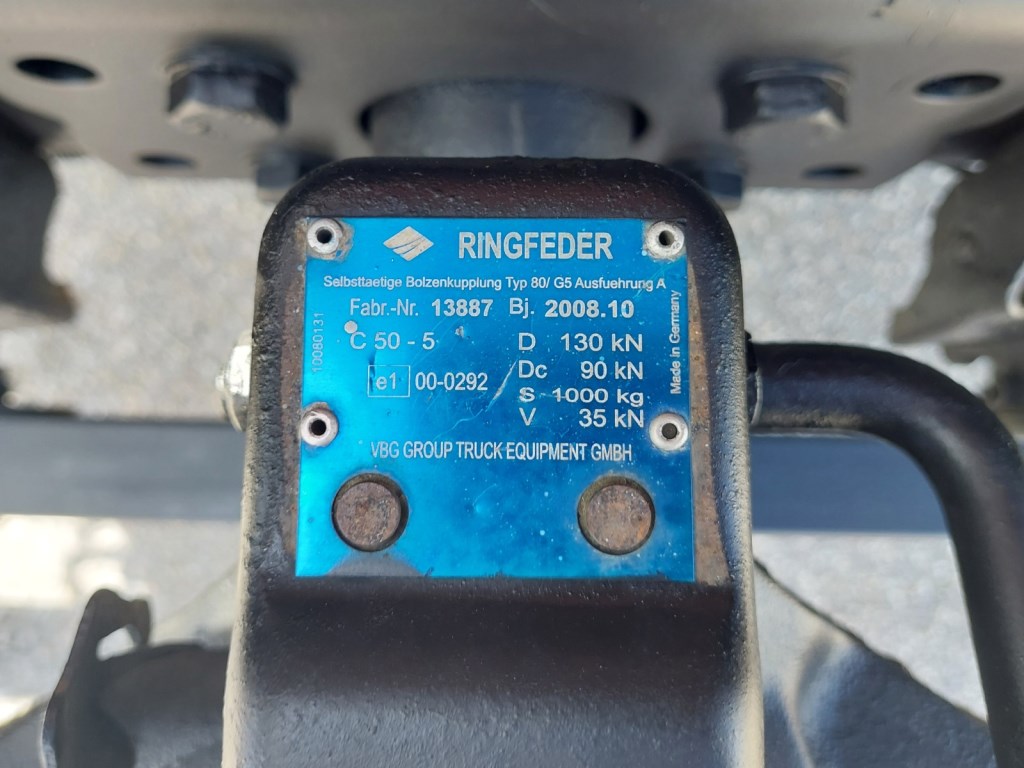 RINGFEDER
Selbsttaetige Bolzenkupplung Typ 80/ G5 Ausfuehrung A
Fabr.-Nr. 13887 Bj. 2008.10
C 50 - 5
D 130 kN
e1 00-0292
Dc 90 kN
S 1000 kg
V 35 kN
VBG GROUP TRUCK EQUIPMENT GMBH
10080131
Made in Germany